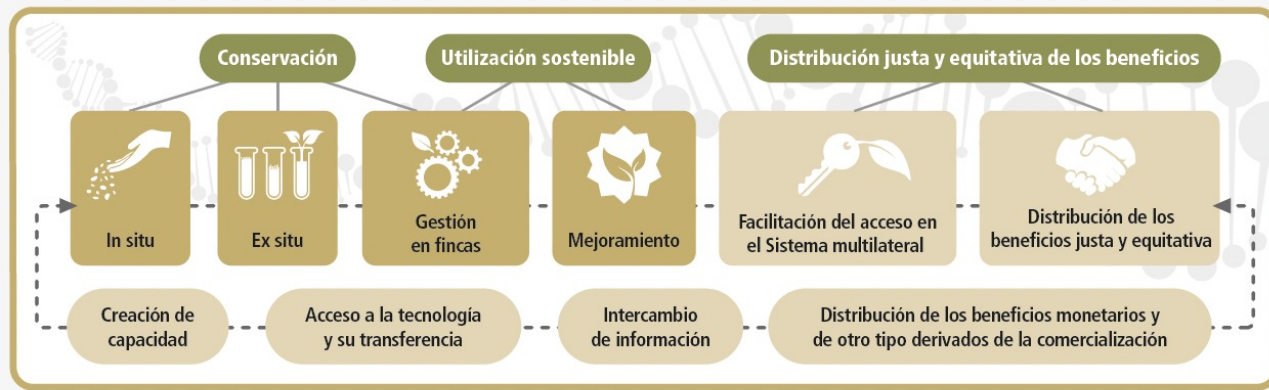 Conservación
Utilización sostenible
Distribución justa y equitativa de los beneficios
In situ
Ex situ
Gestión
en fincas
Mejoramiento
Facilitación del acceso en
el Sistema multilateral
Distribución de los
beneficios justa y equitativa
Creación de
capacidad
Acceso a la tecnología
y su transferencia
Intercambio
de información
Distribución de los beneficios monetarios y
de otro tipo derivados de la comercialización